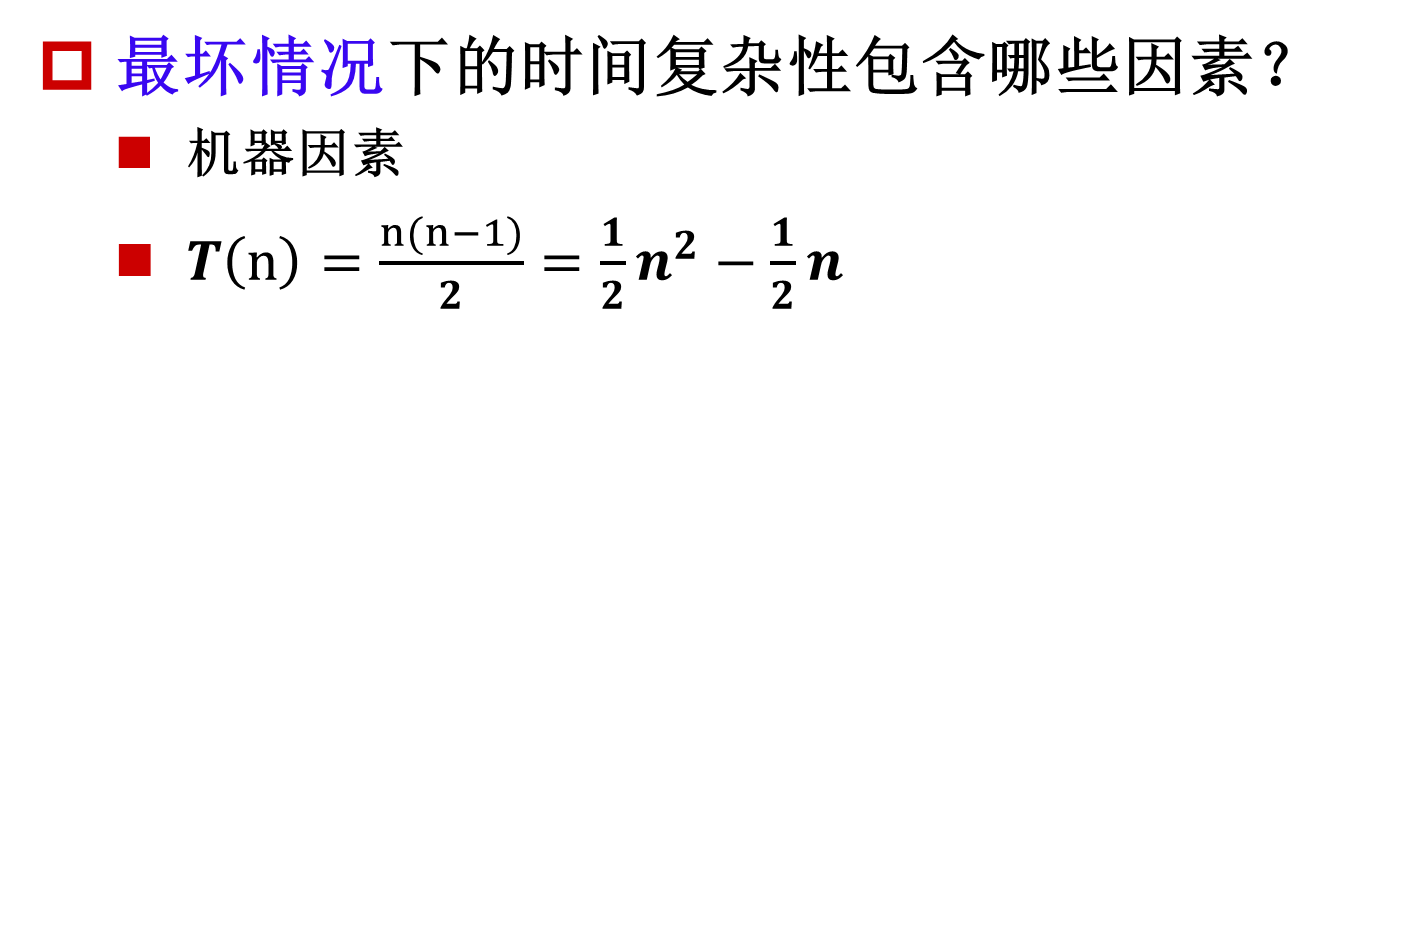 最坏情况下的时间复杂性包含哪些因素？
机器因素
T(n) = n(n−1)/2 = 1/2 n² − 1/2 n